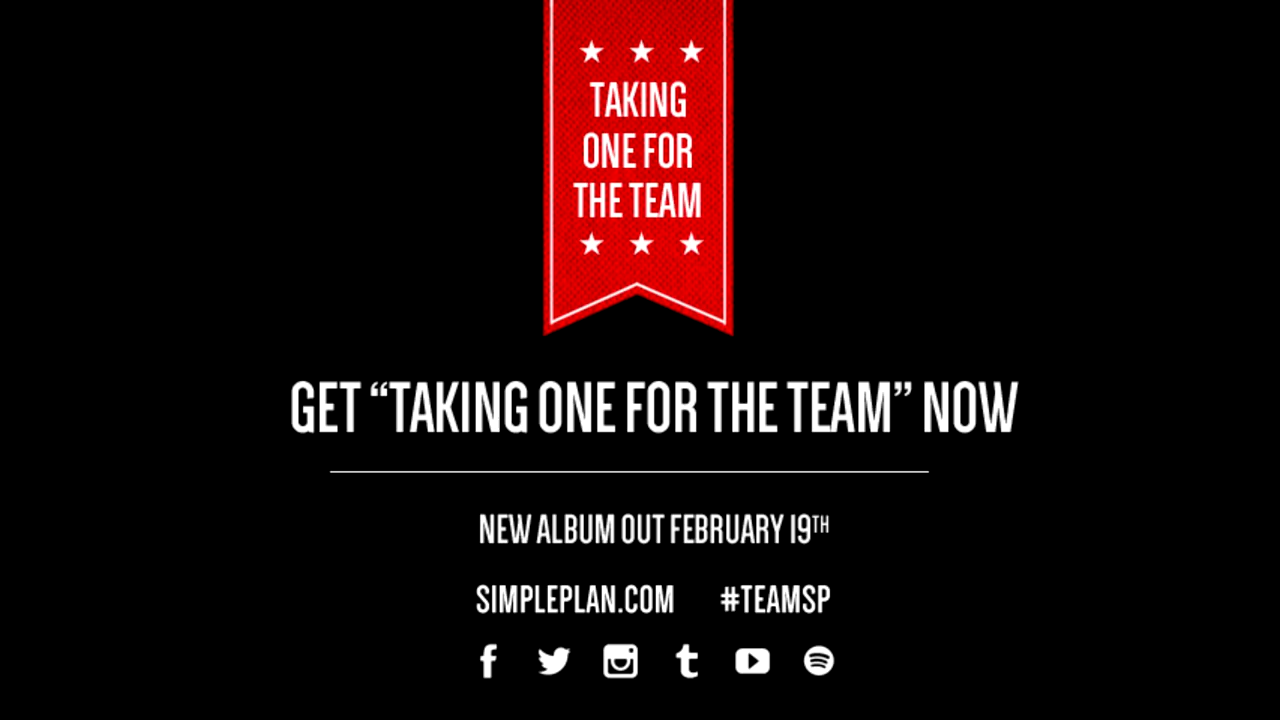 TAKING
ONE FOR
THE TEAM
GET “TAKING ONE FOR THE TEAM” NOW
NEW ALBUM OUT FEBRUARY 19TH
SIMPLEPLAN.COM #TEAMSP